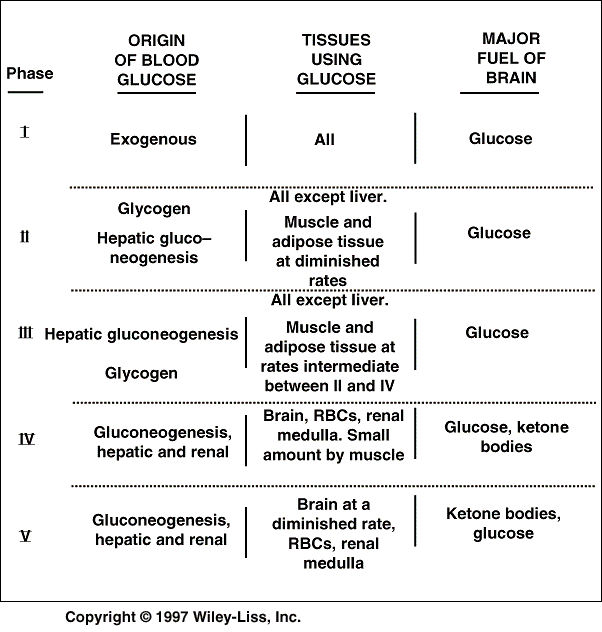 Phase
ORIGIN
OF BLOOD
GLUCOSE
TISSUES
USING
GLUCOSE
MAJOR
FUEL OF
BRAIN
I
Exogenous
All
Glucose
II
Glycogen
Hepatic gluco–
neogenesis
All except liver.
Muscle and
adipose tissue
at diminished
rates
Glucose
III
Hepatic gluconeogenesis
Glycogen
All except liver.
Muscle and
adipose tissue at
rates intermediate
between II and IV
Glucose
IV
Gluconeogenesis,
hepatic and renal
Brain, RBCs, renal
medulla. Small
amount by muscle
Glucose, ketone
bodies
V
Gluconeogenesis,
hepatic and renal
Brain at a
diminished rate,
RBCs, renal
medulla
Ketone bodies,
glucose
Copyright © 1997 Wiley-Liss, Inc.